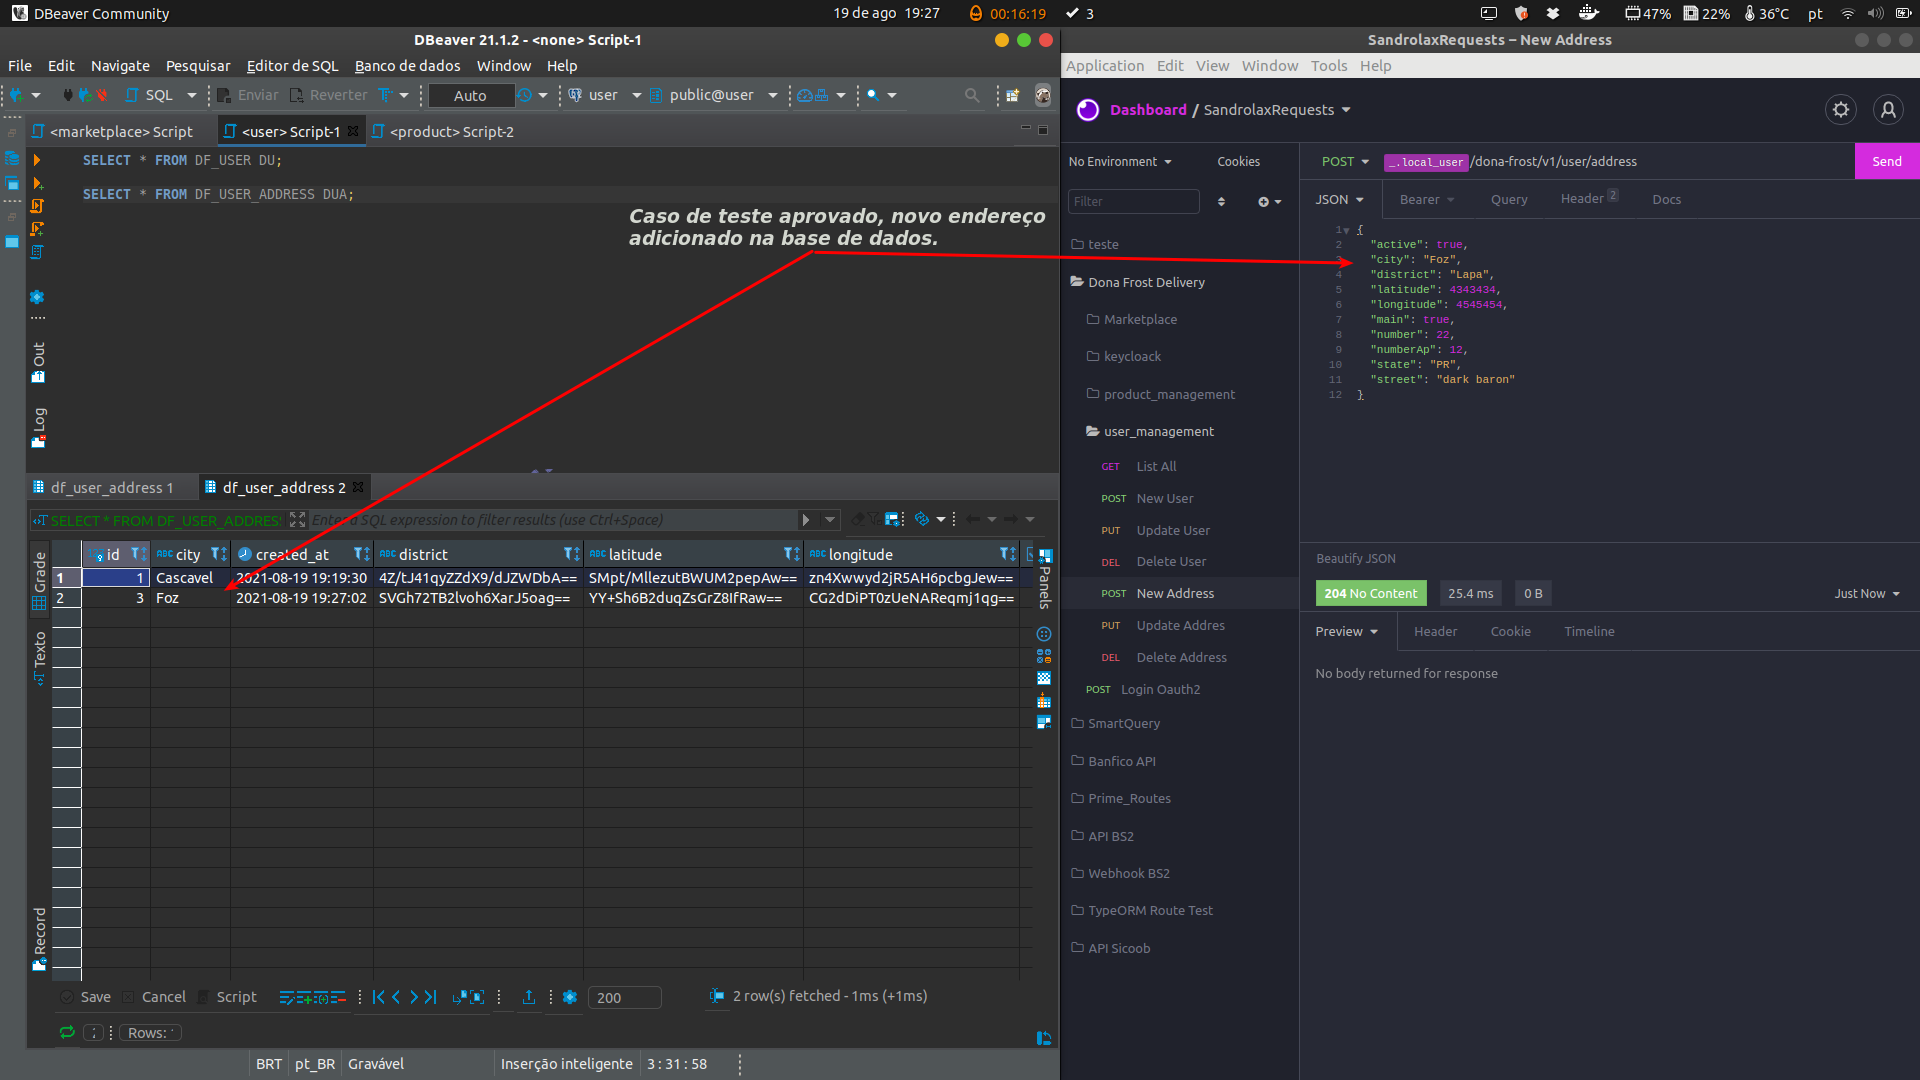 DBeaver Community
19 de ago 19:27
00:16:19
3
47%
22%
36°C
pt
DBeaver 21.1.2 - <none> Script-1
File Edit Navigate Pesquisar Editor de SQL Banco de dados Window Help
SQL Enviar Reverter Auto user public@user
<marketplace> Script
<user> Script-1
<product> Script-2
SELECT * FROM DF_USER DU;
SELECT * FROM DF_USER_ADDRESS DUA;
Caso de teste aprovado, novo endereço
adicionado na base de dados.
Out
Log
df_user_address 1
df_user_address 2
SELECT * FROM DF_USER_ADDRES
Enter a SQL expression to filter results (use Ctrl+Space)
Grade
Texto
Record
Panels
id city created_at district latitude longitude
1 1 Cascavel 2021-08-19 19:19:30 4Z/tJ41qyZZdX9/dJZWDbA== SMpt/MllezutBWUM2pepAw== zn4Xwwyd2jR5AH6pcbgJew==
2 3 Foz 2021-08-19 19:27:02 SVGh72TB2lvoh6XarJ5oag== YY+Sh6B2duqZsGrZ8IfRaw== CG2dDiPT0zUeNAReqmj1qg==
Save Cancel Script 200 2 row(s) fetched - 1ms (+1ms)
Rows:
BRT pt_BR Gravável Inserção inteligente 3 : 31 : 58
SandrolaxRequests – New Address
Application Edit View Window Tools Help
Dashboard / SandrolaxRequests
No Environment
Cookies
Filter
teste
Dona Frost Delivery
Marketplace
keycloack
product_management
user_management
GET List All
POST New User
PUT Update User
DEL Delete User
POST New Address
PUT Update Addres
DEL Delete Address
POST Login Oauth2
SmartQuery
Banfico API
Prime_Routes
API BS2
Webhook BS2
TypeORM Route Test
API Sicoob
POST _.local_user /dona-frost/v1/user/address Send
JSON Bearer Query Header 2 Docs
1 {
2 "active": true,
3 "city": "Foz",
4 "district": "Lapa",
5 "latitude": 4343434,
6 "longitude": 4545454,
7 "main": true,
8 "number": 22,
9 "numberAp": 12,
10 "state": "PR",
11 "street": "dark baron"
12 }
Beautify JSON
204 No Content 25.4 ms 0 B Just Now
Preview Header Cookie Timeline
No body returned for response